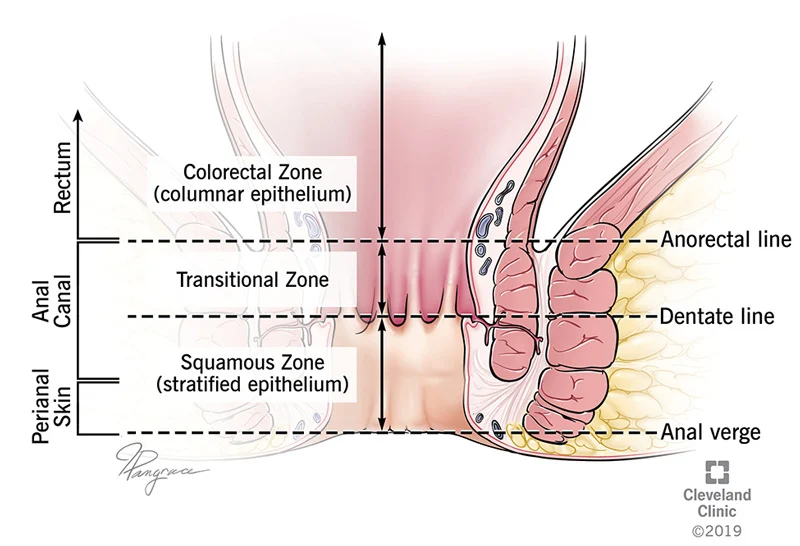 Rectum
Colorectal Zone
(columnar epithelium)
Anorectal line
Anal
Canal
Transitional Zone
Dentate line
Squamous Zone
(stratified epithelium)
Perianal
Skin
Anal verge
Pangrace
Cleveland
Clinic
©2019